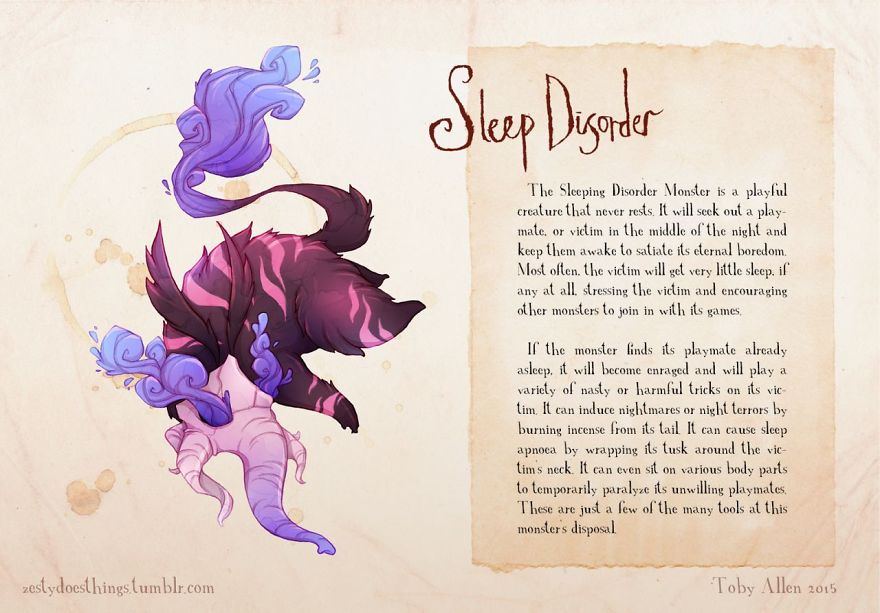 Sleep Disorder
The Sleeping Disorder Monster is a playful
creature that never rests. It will seek out a play-
mate, or victim in the middle of the night and
keep them awake to satiate its eternal boredom.
Most often, the victim will get very little sleep, if
any at all, stressing the victim and encouraging
other monsters to join in with its games.
If the monster finds its playmate already
asleep, it will become enraged and will play a
variety of nasty or harmful tricks on its vic-
tim. It can induce nightmares or night terrors by
burning incense from its tail. It can cause sleep
apnoea by wrapping its tusk around the vic-
tim's neck. It can even sit on various body parts
to temporarily paralyze its unwilling playmates.
These are just a few of the many tools at this
monster's disposal.
zestydoesthings.tumblr.com
Toby Allen 2015